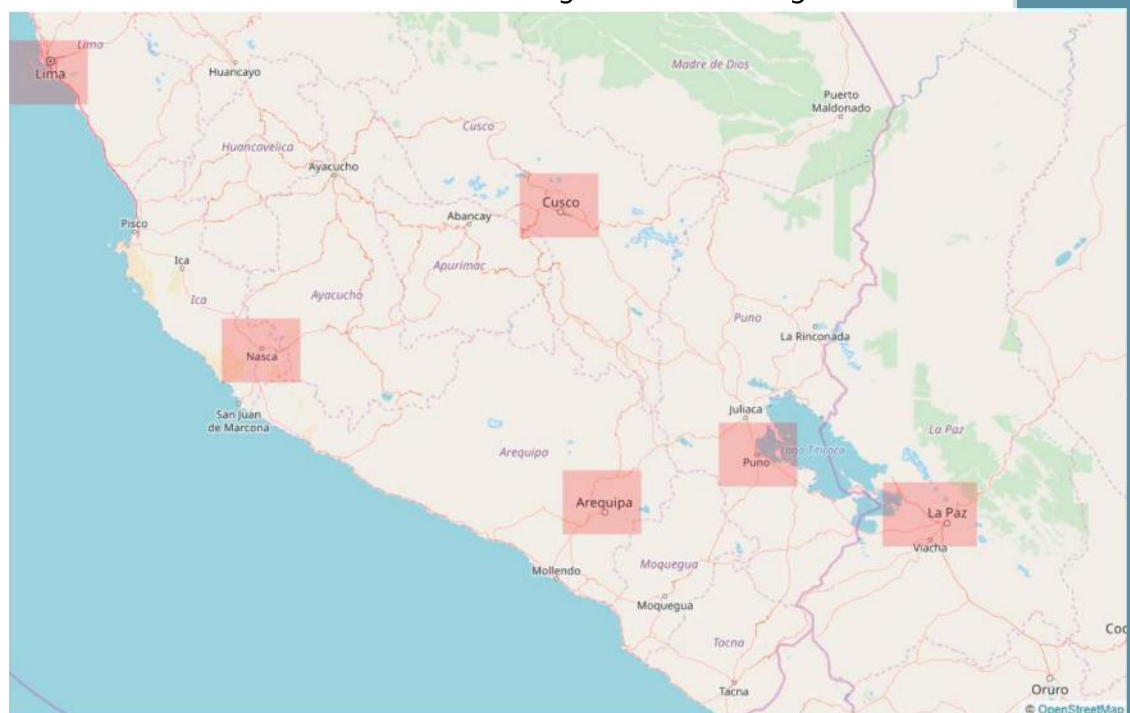 Lima
Lima
Huancayo
Madre de Dios
Puerto
Maldonado
Cusco
Huancavelica
Ayacucho
Cusco
Abancay
Pisco
Ica
Apurimac
Ica
Ayacucho
Puno
La Rinconada
Nasca
San Juan
de Marcona
Juliaca
La Paz
Arequipa
Lago Titicaca
Puno
Arequipa
La Paz
Viacha
Mollendo
Moquegua
Moquegua
Tacna
Tacna
Oruro
© OpenStreetMap